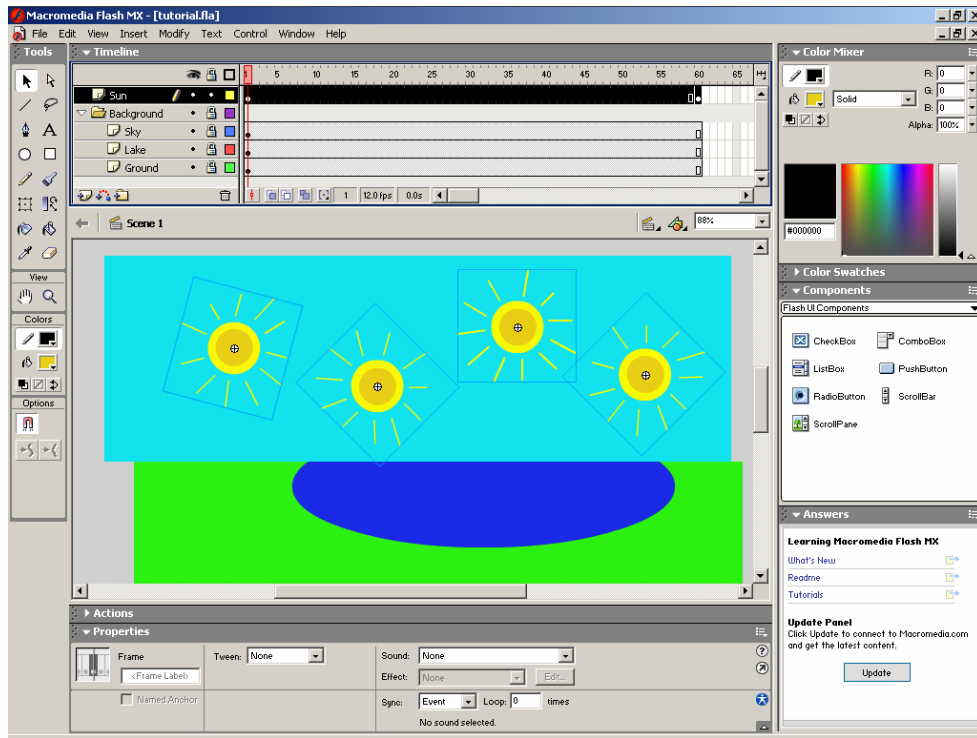 Macromedia Flash MX - [tutorial.fla]
File Edit View Insert Modify Text Control Window Help
Tools
Timeline
1 5 10 15 20 25 30 35 40 45 50 55 60 65
Sun
Background
Sky
Lake
Ground
1 12.0 fps 0.0s
Scene 1
88%
View
Colors
Options
Color Mixer
R: 0
G: 0
Solid
B: 0
Alpha: 100%
#000000
Color Swatches
Components
Flash UI Components
CheckBox ComboBox
ListBox PushButton
RadioButton ScrollBar
ScrollPane
Answers
Learning Macromedia Flash MX
What's New
Readme
Tutorials
Update Panel
Click Update to connect to Macromedia.com
and get the latest content.
Update
Actions
Properties
Frame Tween: None Sound: None
<Frame Label> Effect: None Edit...
Named Anchor Sync: Event Loop: 0 times
No sound selected.